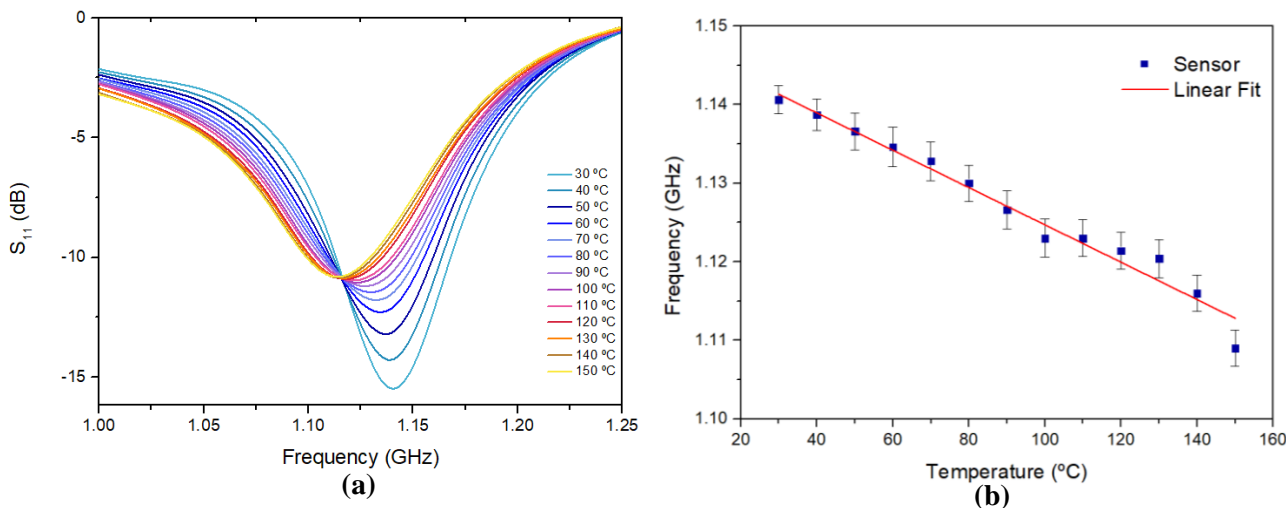 0
-5
-10
-15
S11 (dB)
1.00 1.05 1.10 1.15 1.20 1.25
Frequency (GHz)
30 ºC
40 ºC
50 ºC
60 ºC
70 ºC
80 ºC
90 ºC
100 ºC
110 ºC
120 ºC
130 ºC
140 ºC
150 ºC
(a)
1.15
1.14
1.13
1.12
1.11
1.10
Frequency (GHz)
Sensor
Linear Fit
20 40 60 80 100 120 140 160
Temperature (ºC)
(b)